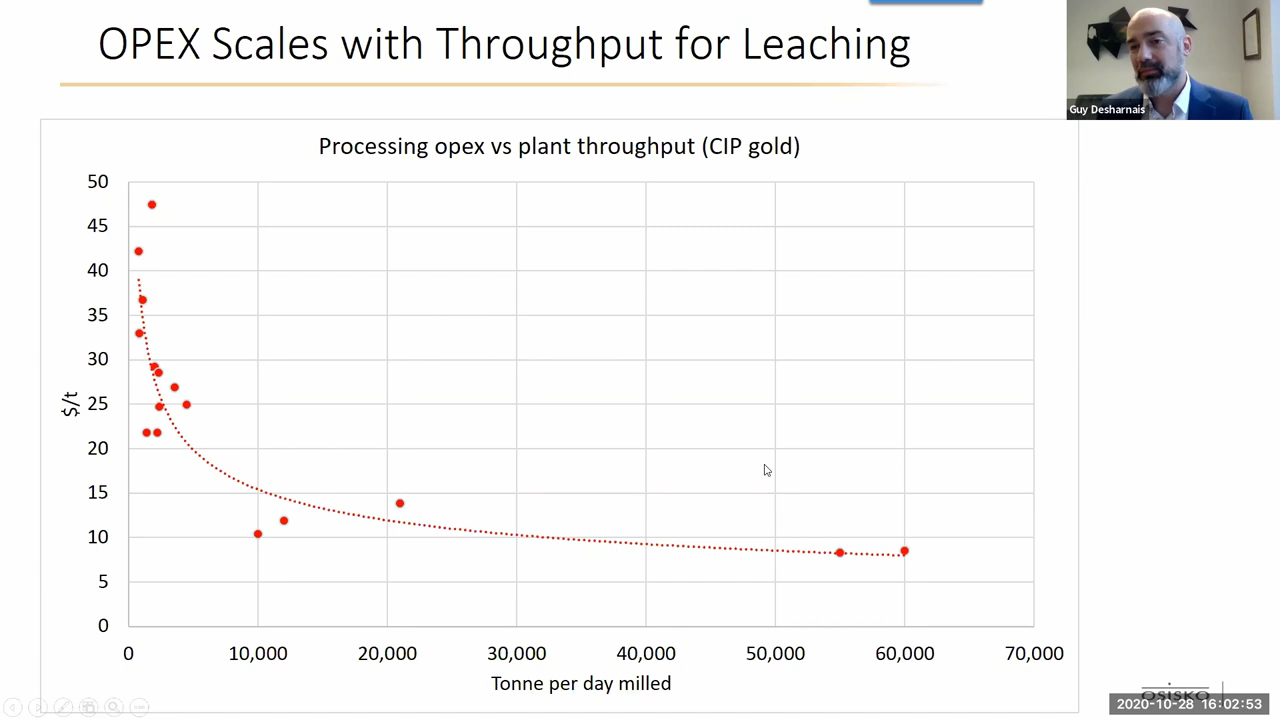 OPEX Scales with Throughput for Leaching
Guy Desharnais
Processing opex vs plant throughput (CIP gold)
50
45
40
35
30
25
20
15
10
5
0
$/t
0 10,000 20,000 30,000 40,000 50,000 60,000 70,000
Tonne per day milled
OSISKO
2020-10-28 16:02:53